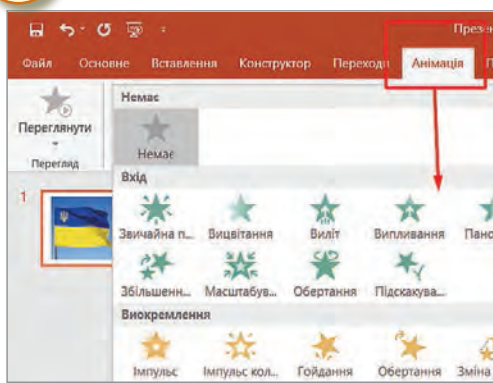 Презен
Файл Основне Вставлення Конструктор Переходи Анімація П
Переглянути
Перегляд
Немає
Немає
Вхід
Звичайна п... Вицвітання Виліт Випливання Пано
Збільшенн... Масштабув... Обертання Підскакува...
Виокремлення
Імпульс Імпульс кол... Гойдання Обертання Зміна
1